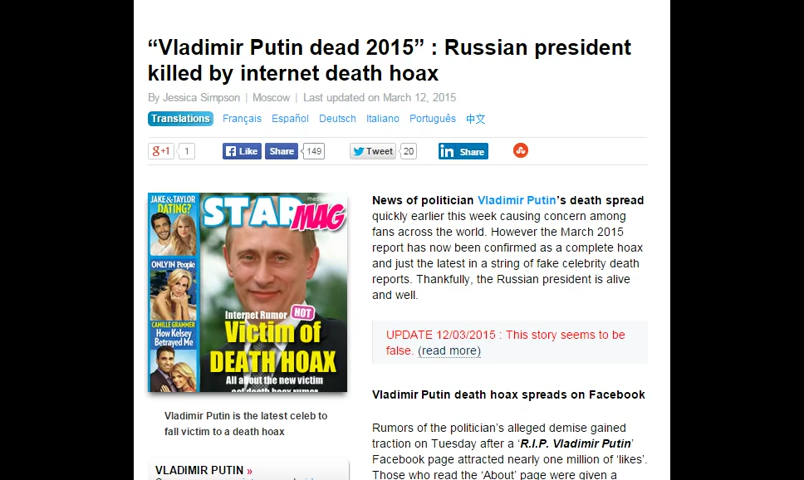 “Vladimir Putin dead 2015” : Russian president
killed by internet death hoax
By Jessica Simpson | Moscow | Last updated on March 12, 2015
Translations Français Español Deutsch Italiano Português 中文
g+1 1 Like Share 149 Tweet 20 in Share
JAKE & TAYLOR
DATING?
STAR
MAG
ONLY IN People
CAMILLE GRAMMER
How Kelsey
Betrayed Me
Internet Rumor HOT
Victim of
DEATH HOAX
All about the new victim
of death hoax rumor
Vladimir Putin is the latest celeb to
fall victim to a death hoax
VLADIMIR PUTIN »
News of politician Vladimir Putin’s death spread
quickly earlier this week causing concern among
fans across the world. However the March 2015
report has now been confirmed as a complete hoax
and just the latest in a string of fake celebrity death
reports. Thankfully, the Russian president is alive
and well.
UPDATE 12/03/2015 : This story seems to be
false. (read more)
Vladimir Putin death hoax spreads on Facebook
Rumors of the politician’s alleged demise gained
traction on Tuesday after a ‘R.I.P. Vladimir Putin’
Facebook page attracted nearly one million of ‘likes’.
Those who read the ‘About’ page were given a